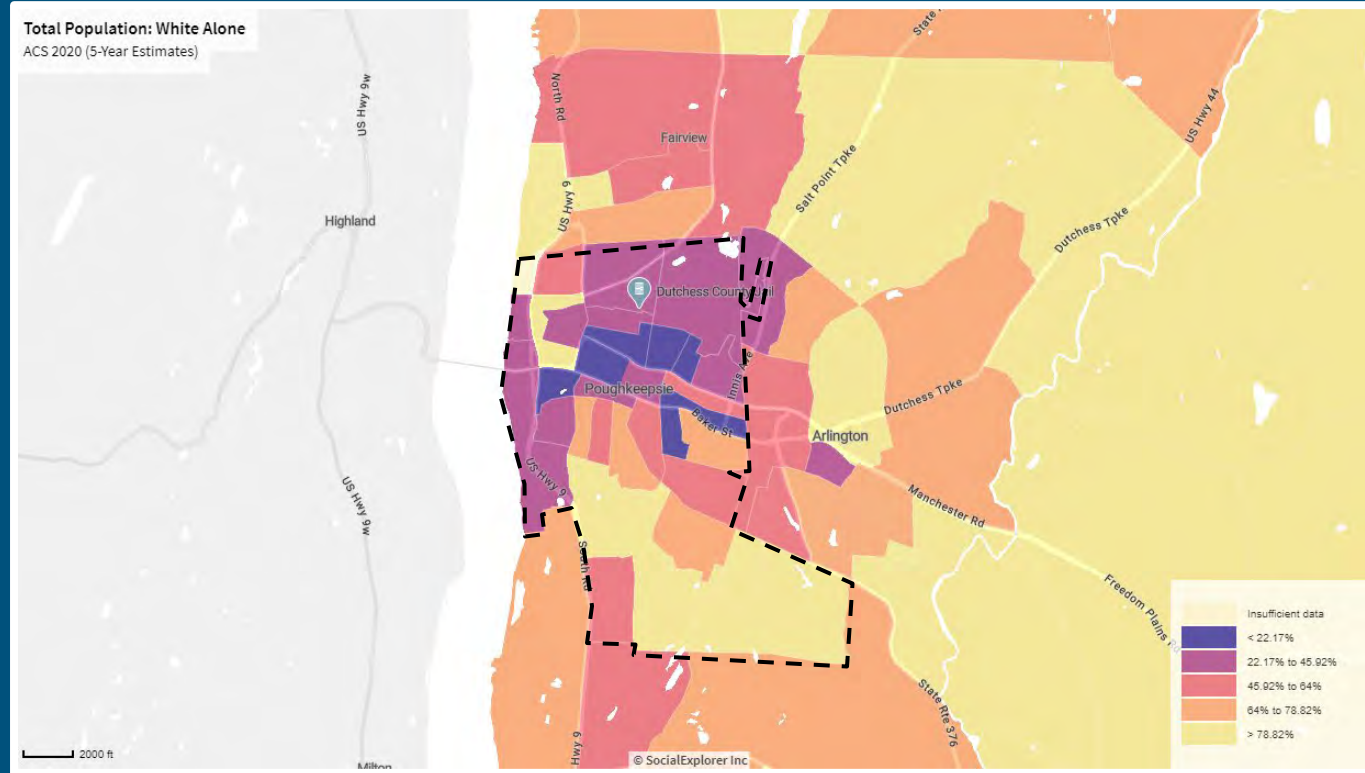 Total Population: White Alone
ACS 2020 (5-Year Estimates)
US Hwy 9w
North Rd
State
US Hwy 44
Fairview
Salt Point Tpke
Highland
US Hwy 9
Dutchess Tpke
Dutchess County Jail
Innis Ave
Poughkeepsie
Dutchess Tpke
Baker St
Arlington
US Hwy 9
US Hwy 9w
Manchester Rd
South Rd
Freedom Plains Rd
Insufficient data
< 22.17%
22.17% to 45.92%
45.92% to 64%
64% to 78.82%
> 78.82%
State Rte 376
Hwy 9
2000 ft
Milton
© SocialExplorer Inc